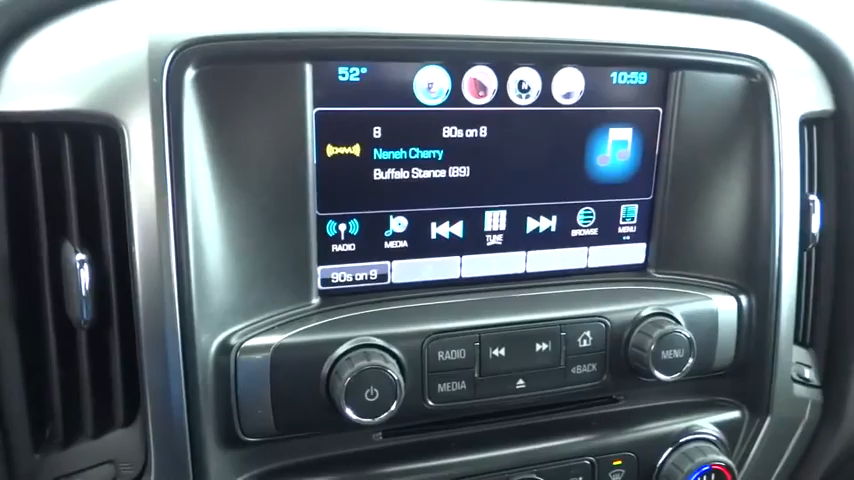 52° 10:59
8 80s on 8
XM Neneh Cherry
Buffalo Stance (89)
RADIO MEDIA TUNE BROWSE MENU
90s on 9
RADIO
MEDIA
BACK
MENU